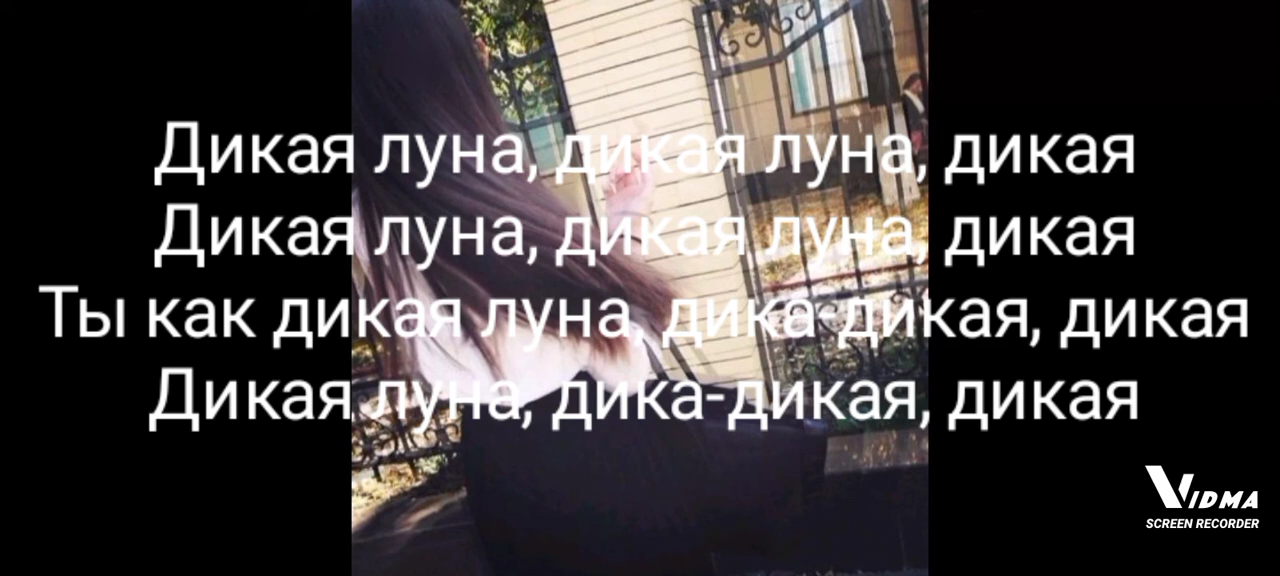 Дикая луна, дикая луна, дикая
Дикая луна, дикая луна, дикая
Ты как дикая луна, дика-дикая, дикая
Дикая луна, дика-дикая, дикая
VIDMA
SCREEN RECORDER